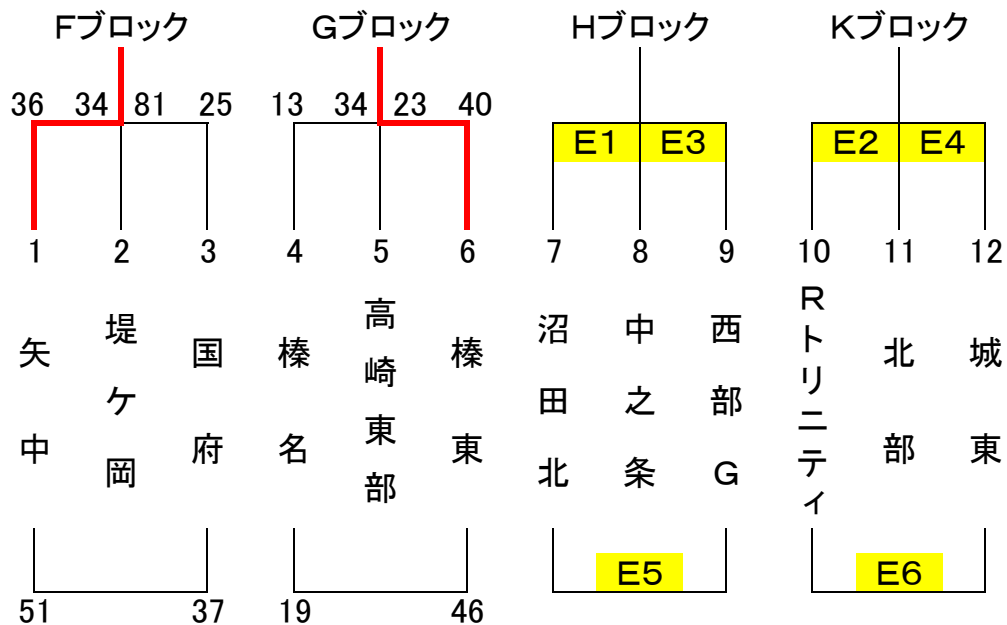 Fブロック Gブロック Hブロック Kブロック
36 34 81 25 13 34 23 40
E1 E3 E2 E4
1 2 3 4 5 6 7 8 9 10 11 12
矢中
堤ケ岡
国府
榛名
高崎東部
榛東
沼田北
中之条
西部G
Rトリニティ
北部
城東
E5 E6
51 37 19 46